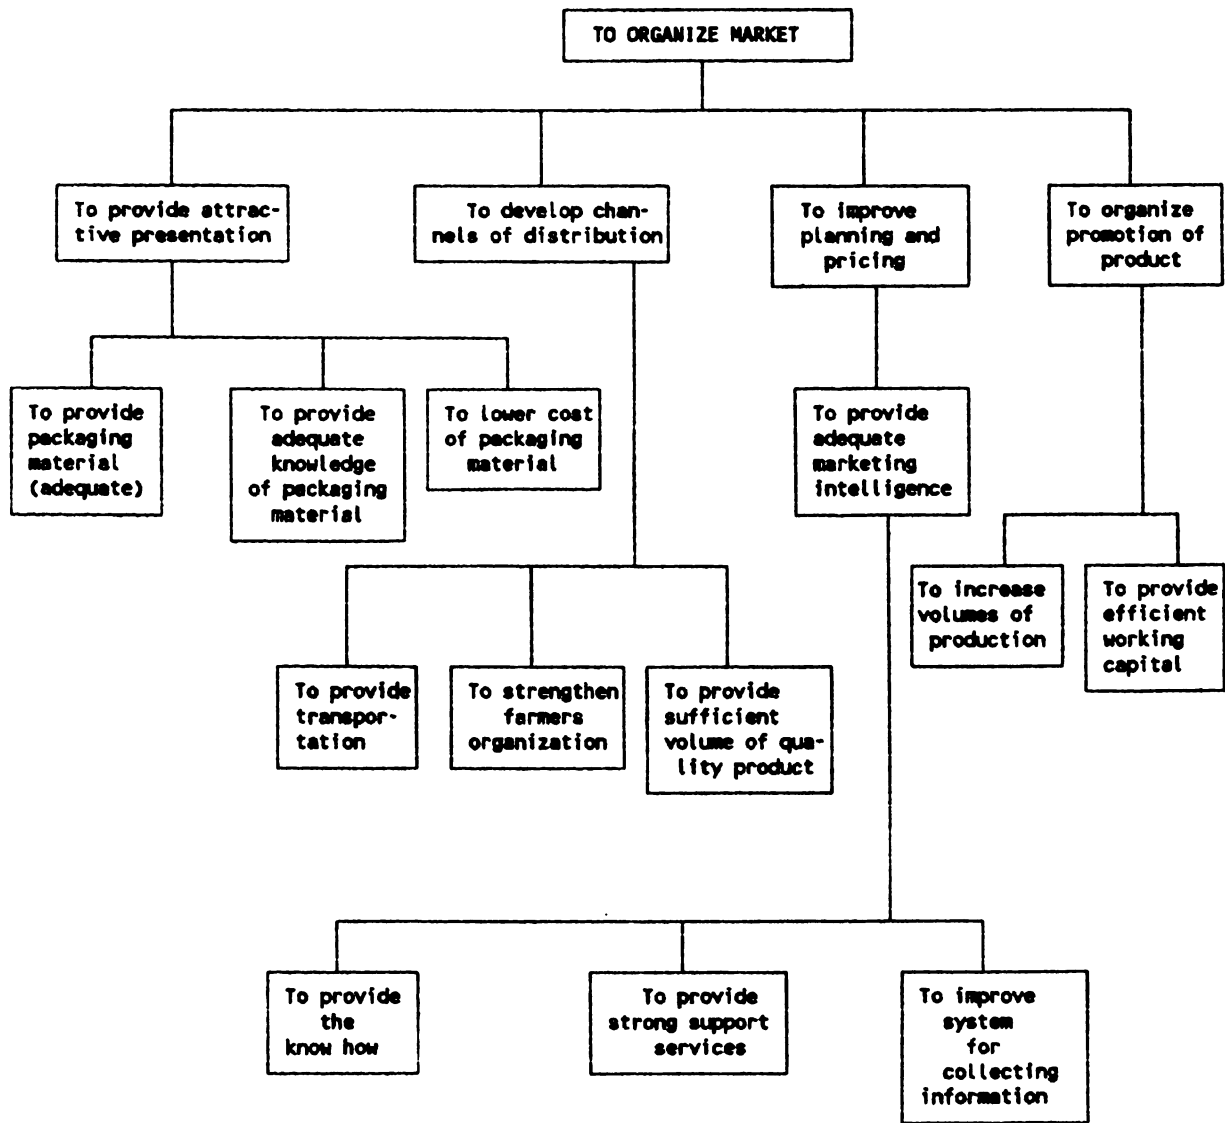 TO ORGANIZE MARKET
To provide attrac-
tive presentation
To develop chan-
nels of distribution
To improve
planning and
pricing
To organize
promotion of
product
To provide
packaging
material
(adequate)
To provide
adequate
knowledge
of packaging
material
To lower cost
of packaging
material
To provide
adequate
marketing
intelligence
To increase
volumes of
production
To provide
efficient
working
capital
To provide
transpor-
tation
To strengthen
farmers
organization
To provide
sufficient
volume of qua-
lity product
To provide
the
know how
To provide
strong support
services
To improve
system
for
collecting
information